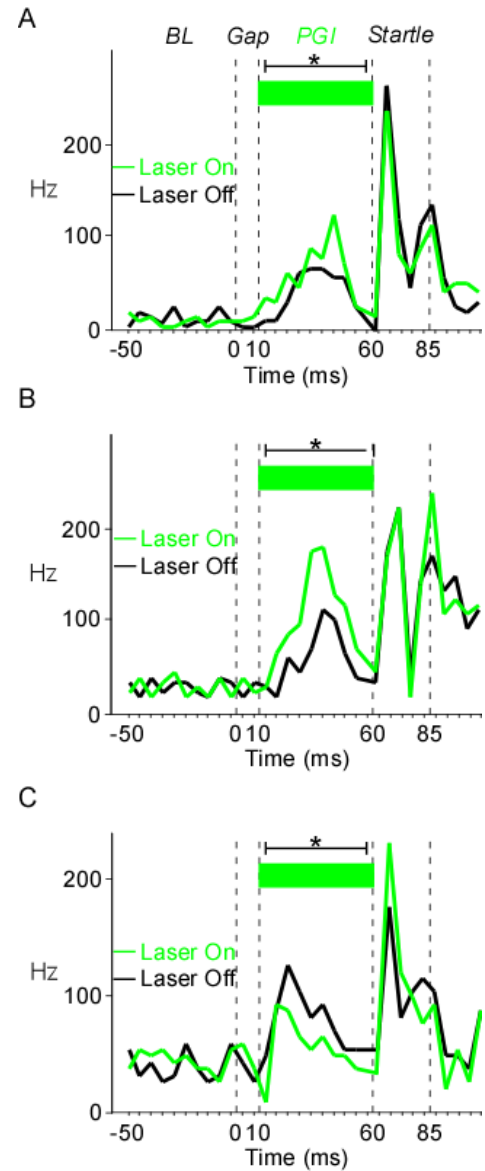 A
BL Gap PGI Startle
*
200
Laser On
Hz
Laser Off
100
0
-50 0 10 60 85
Time (ms)
B
*
200
Laser On
Hz
Laser Off
100
0
-50 0 10 60 85
Time (ms)
C
*
200
Laser On
Hz
Laser Off
100
0
-50 0 10 60 85
Time (ms)